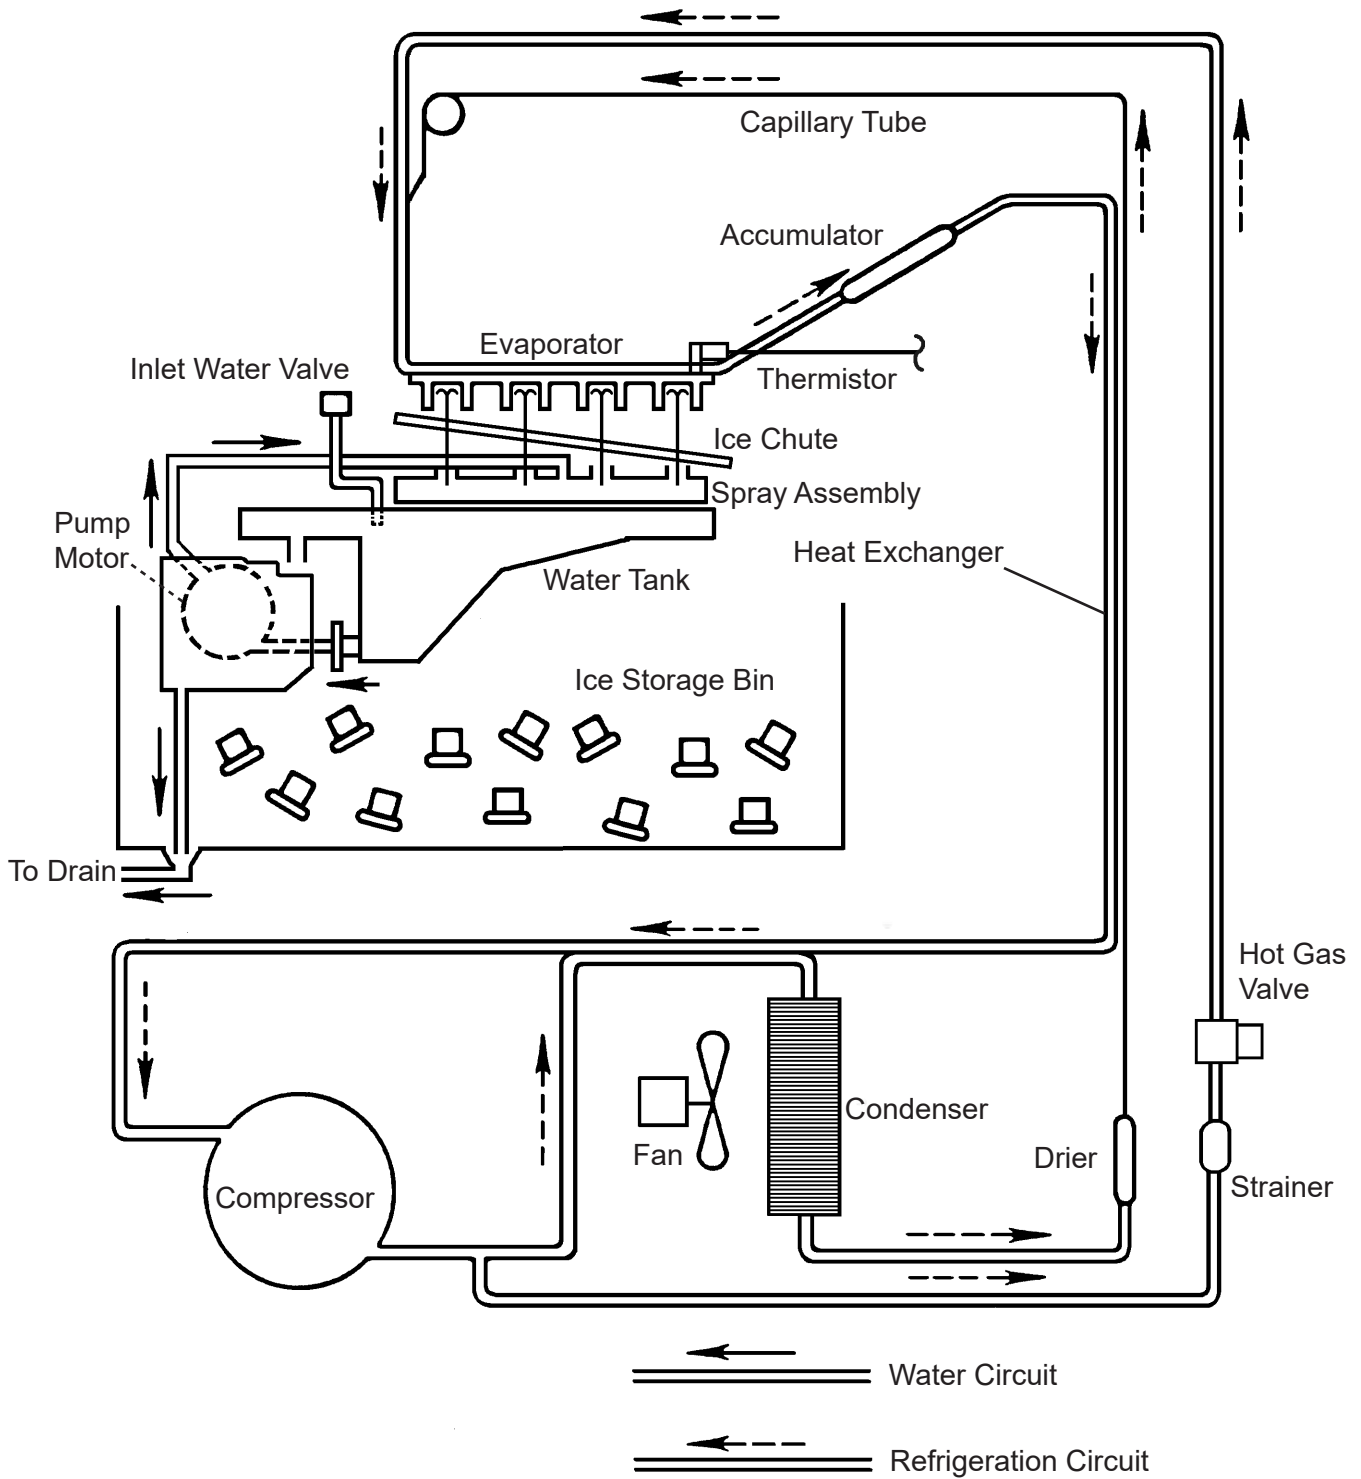 Capillary Tube
Accumulator
Evaporator
Inlet Water Valve
Thermistor
Ice Chute
Spray Assembly
Pump
Motor
Heat Exchanger
Water Tank
Ice Storage Bin
To Drain
Hot Gas
Valve
Condenser
Fan
Drier
Strainer
Compressor
Water Circuit
Refrigeration Circuit